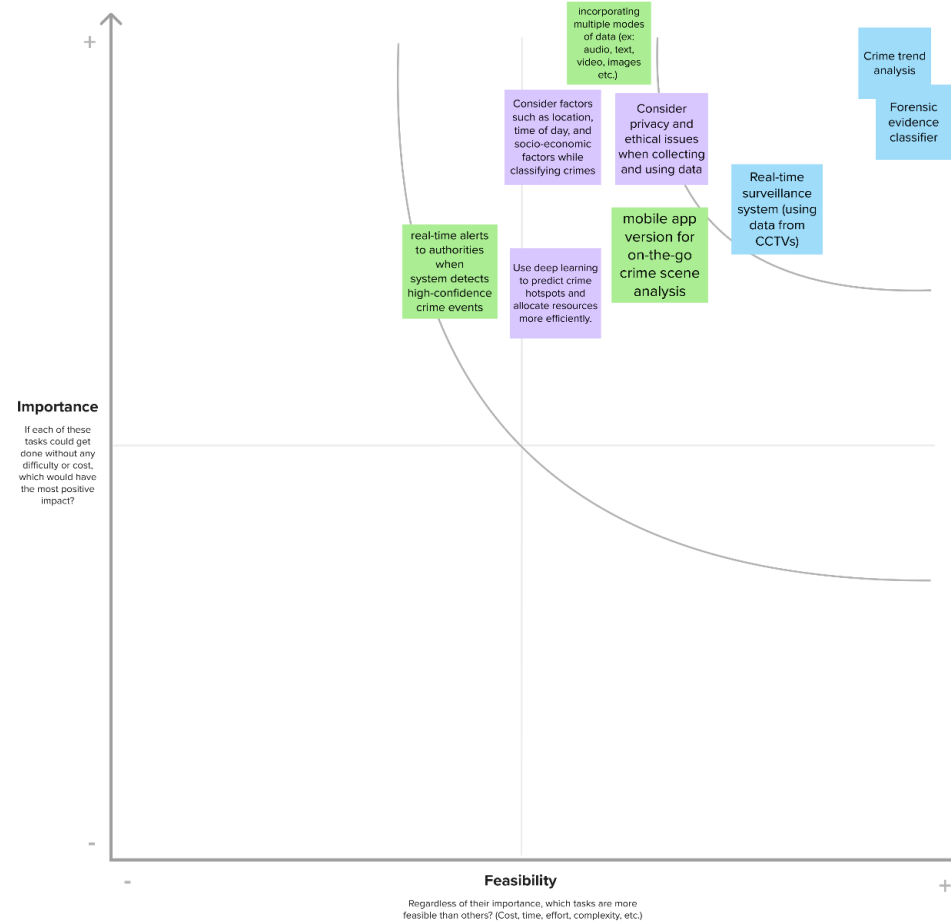 +
incorporating
multiple modes
of data (ex:
audio, text,
video, images
etc.)
Crime trend
analysis
Forensic
evidence
classifier
Consider factors
such as location,
time of day, and
socio-economic
factors while
classifying crimes
Consider
privacy and
ethical issues
when collecting
and using data
Real-time
surveillance
system (using
data from
CCTVs)
real-time alerts
to authorities
when
system detects
high-confidence
crime events
Use deep learning
to predict crime
hotspots and
allocate resources
more efficiently.
mobile app
version for
on-the-go
crime scene
analysis
Importance
If each of these
tasks could get
done without any
difficulty or cost,
which would have
the most positive
impact?
-
-
Feasibility
+
Regardless of their importance, which tasks are more
feasible than others? (Cost, time, effort, complexity, etc.)